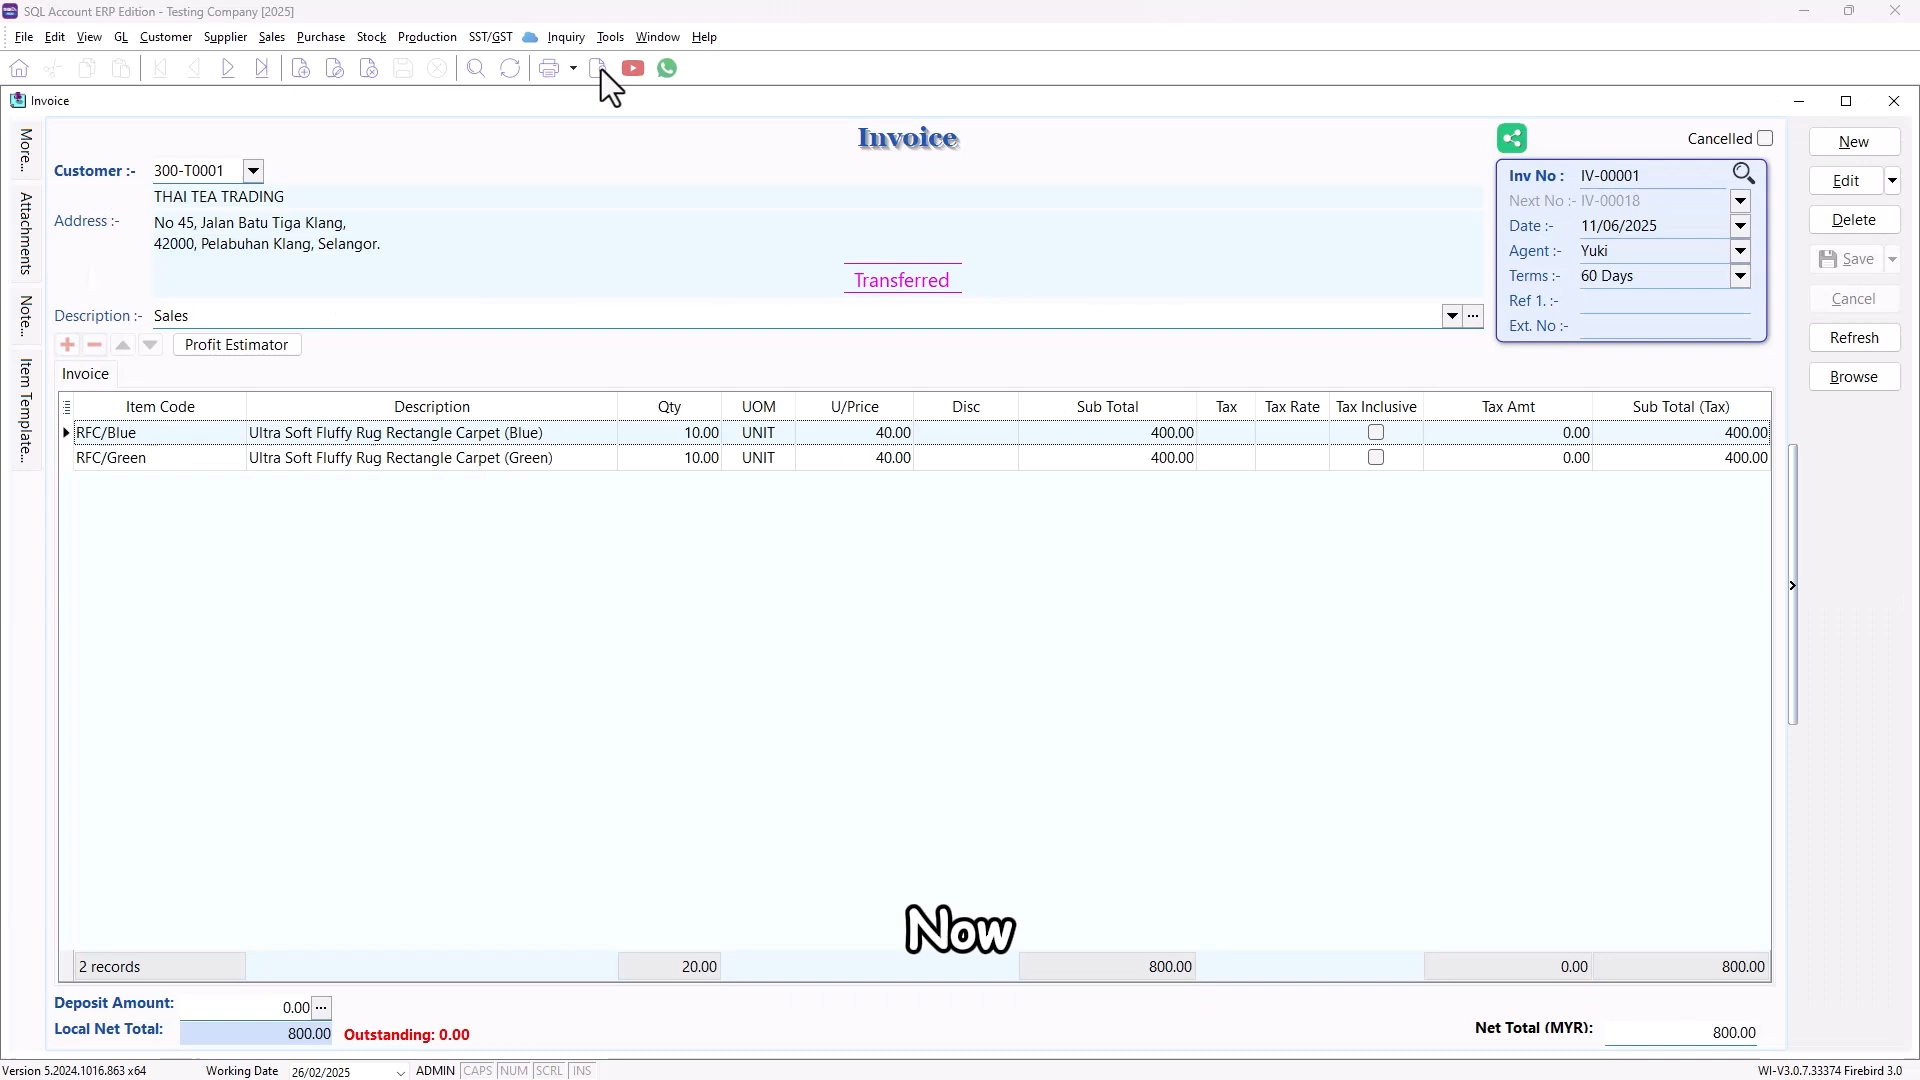 SQL Account ERP Edition - Testing Company [2025]
File Edit View GL Customer Supplier Sales Purchase Stock Production SST/GST Inquiry Tools Window Help
Invoice
Invoice
Cancelled
New
Edit
Delete
Save
Cancel
Refresh
Browse
More...
Attachments
Note...
Item Template...
Customer :- 300-T0001
THAI TEA TRADING
Address :- No 45, Jalan Batu Tiga Klang,
42000, Pelabuhan Klang, Selangor.
Transferred
Description :- Sales
Inv No : IV-00001
Next No :- IV-00018
Date :- 11/06/2025
Agent :- Yuki
Terms :- 60 Days
Ref 1. :-
Ext. No :-
Profit Estimator
Invoice
Item Code Description Qty UOM U/Price Disc Sub Total Tax Tax Rate Tax Inclusive Tax Amt Sub Total (Tax)
RFC/Blue Ultra Soft Fluffy Rug Rectangle Carpet (Blue) 10.00 UNIT 40.00 400.00 0.00 400.00
RFC/Green Ultra Soft Fluffy Rug Rectangle Carpet (Green) 10.00 UNIT 40.00 400.00 0.00 400.00
Now
2 records 20.00 800.00 0.00 800.00
Deposit Amount: 0.00
Local Net Total: 800.00 Outstanding: 0.00
Net Total (MYR): 800.00
Version 5.2024.1016.863 x64 Working Date 26/02/2025 ADMIN CAPS NUM SCRL INS WI-V3.0.7.33374 Firebird 3.0